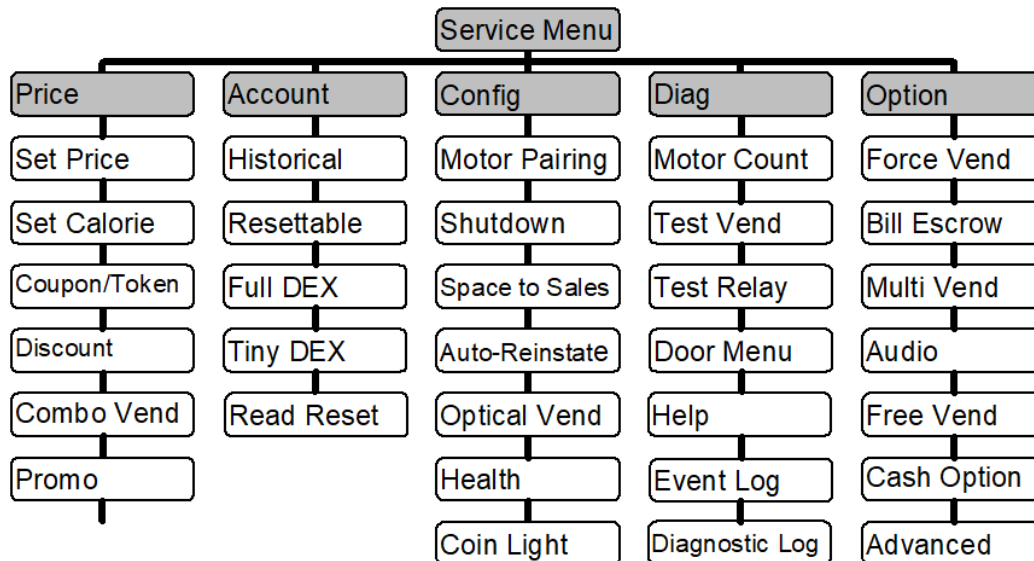 Service Menu
Price
Account
Config
Diag
Option
Set Price
Historical
Motor Pairing
Motor Count
Force Vend
Set Calorie
Resettable
Shutdown
Test Vend
Bill Escrow
Coupon/Token
Full DEX
Space to Sales
Test Relay
Multi Vend
Discount
Tiny DEX
Auto-Reinstate
Door Menu
Audio
Combo Vend
Read Reset
Optical Vend
Help
Free Vend
Promo
Health
Event Log
Cash Option
Coin Light
Diagnostic Log
Advanced